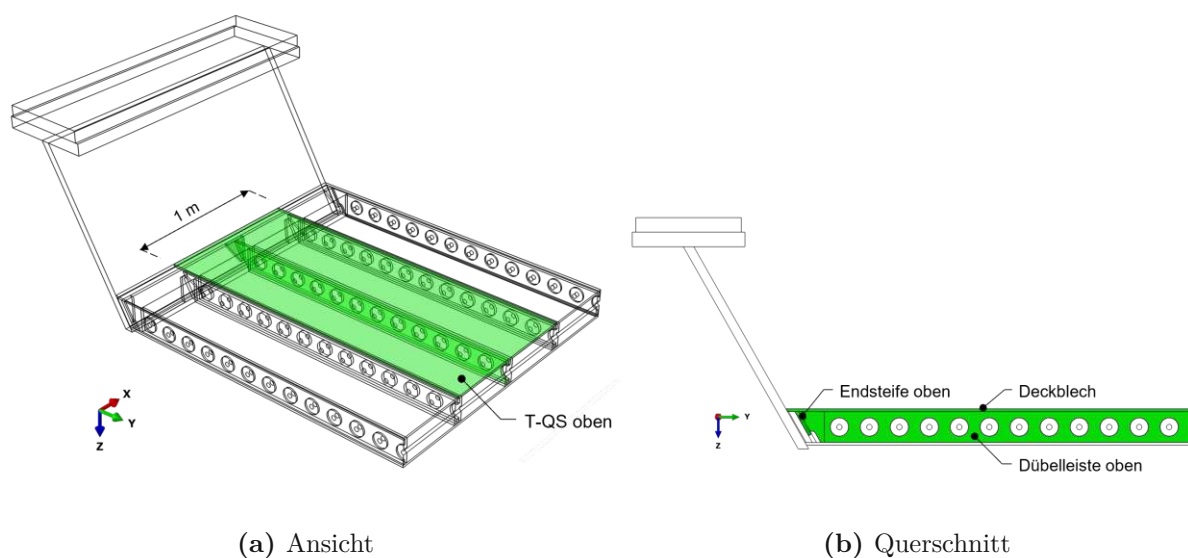 1 m
X
Y
Z
T-QS oben
Endsteife oben
Deckblech
Y
Z
Dübelleiste oben
(a) Ansicht
(b) Querschnitt